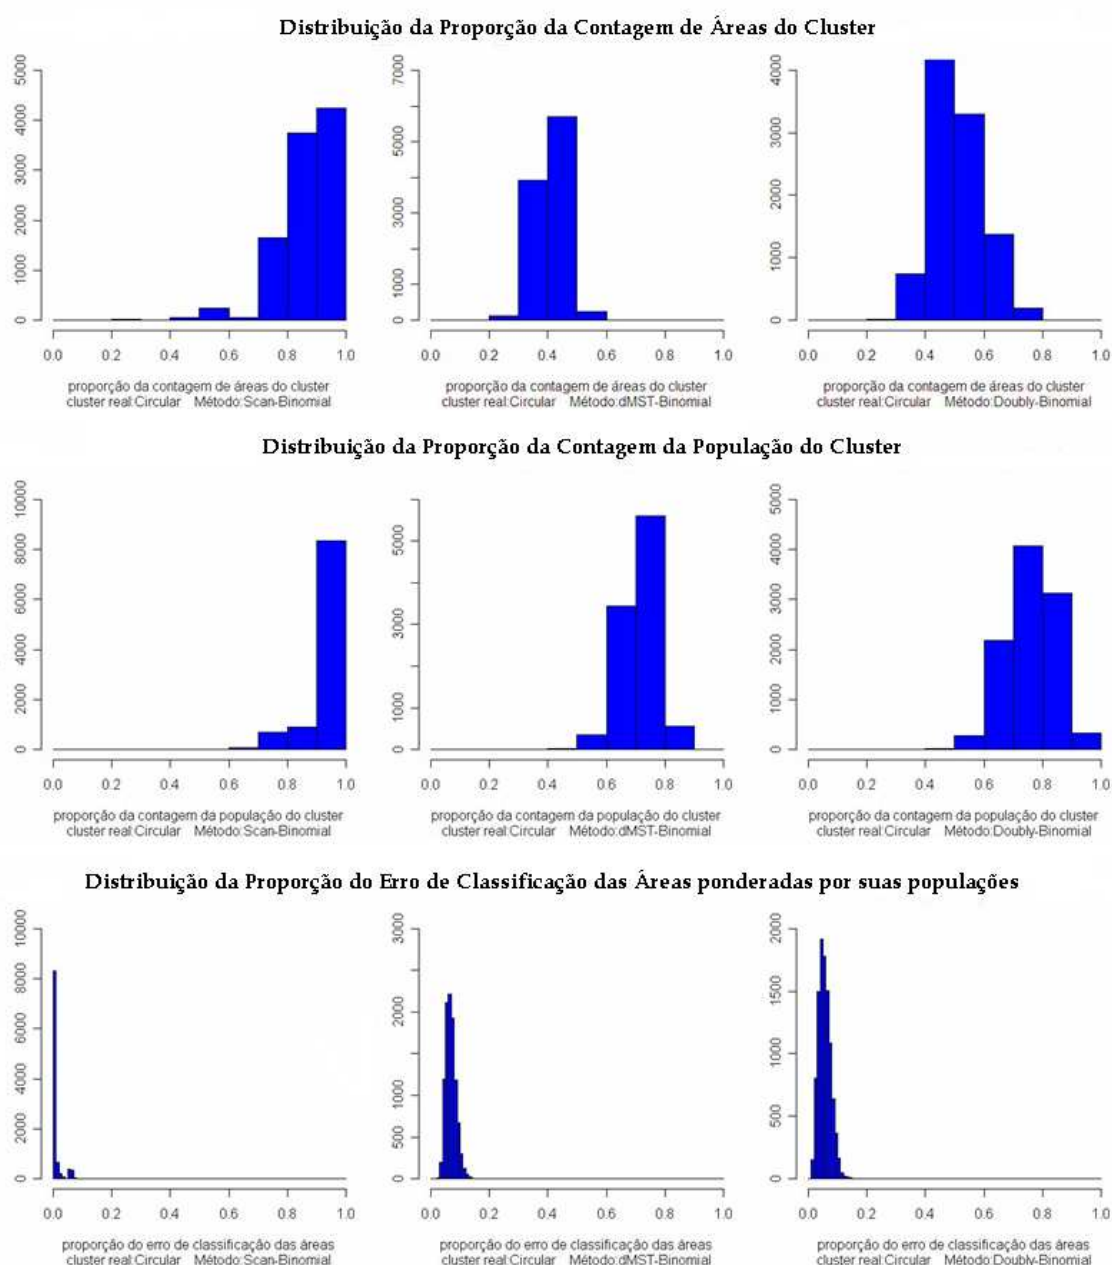 Distribuição da Proporção da Contagem de Áreas do Cluster
5000
4000
3000
2000
1000
0
0.0 0.2 0.4 0.6 0.8 1.0
proporção da contagem de áreas do cluster
cluster real:Circular Método:Scan-Binomial
7000
5000
3000
1000
0
0.0 0.2 0.4 0.6 0.8 1.0
proporção da contagem de áreas do cluster
cluster real:Circular Método:dMST-Binomial
4000
3000
2000
1000
0
0.0 0.2 0.4 0.6 0.8 1.0
proporção da contagem de áreas do cluster
cluster real:Circular Método:Doubly-Binomial
Distribuição da Proporção da Contagem da População do Cluster
10000
8000
6000
4000
2000
0
0.0 0.2 0.4 0.6 0.8 1.0
proporção da contagem da população do cluster
cluster real:Circular Método:Scan-Binomial
5000
3000
1000
0
0.0 0.2 0.4 0.6 0.8 1.0
proporção da contagem da população do cluster
cluster real:Circular Método:dMST-Binomial
5000
4000
3000
2000
1000
0
0.0 0.2 0.4 0.6 0.8 1.0
proporção da contagem da população do cluster
cluster real:Circular Método:Doubly-Binomial
Distribuição da Proporção do Erro de Classificação das Áreas ponderadas por suas populações
10000
8000
6000
4000
2000
0
0.0 0.2 0.4 0.6 0.8 1.0
proporção do erro de classificação das áreas
cluster real:Circular Método:Scan-Binomial
3000
2000
1000
500
0
0.0 0.2 0.4 0.6 0.8 1.0
proporção do erro de classificação das áreas
cluster real:Circular Método:dMST-Binomial
2000
1500
1000
500
0
0.0 0.2 0.4 0.6 0.8 1.0
proporção do erro de classificação das áreas
cluster real:Circular Método:Doubly-Binomial